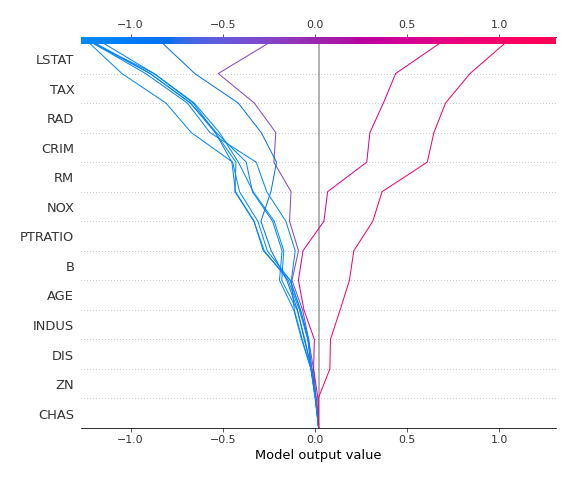 −1.0 −0.5 0.0 0.5 1.0
LSTAT
TAX
RAD
CRIM
RM
NOX
PTRATIO
B
AGE
INDUS
DIS
ZN
CHAS
−1.0 −0.5 0.0 0.5 1.0
Model output value